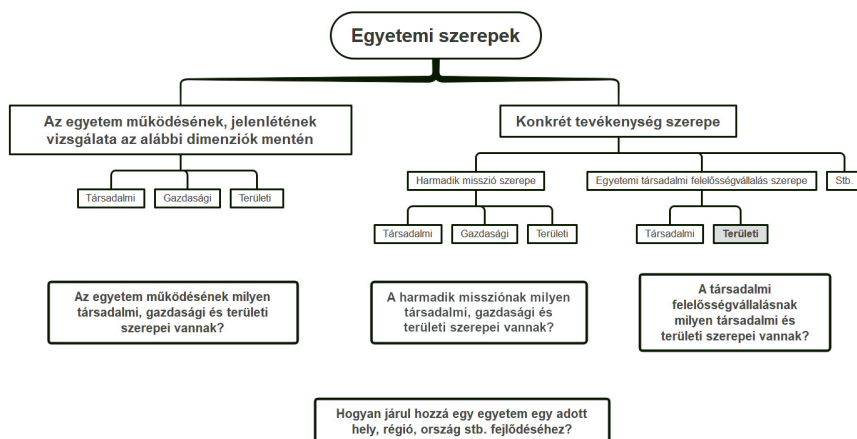 Egyetemi szerepek
Az egyetem működésének, jelenlétének
vizsgálata az alábbi dimenziók mentén
Konkrét tevékenység szerepe
Társadalmi
Gazdasági
Területi
Harmadik misszió szerepe
Egyetemi társadalmi felelősségvállalás szerepe
Stb.
Társadalmi
Gazdasági
Területi
Társadalmi
Területi
Az egyetem működésének milyen
társadalmi, gazdasági és területi
szerepei vannak?
A harmadik missziónak milyen
társadalmi, gazdasági és
területi szerepei vannak?
A társadalmi
felelősségvállalásnak
milyen társadalmi és
területi szerepei vannak?
Hogyan járul hozzá egy egyetem egy adott
hely, régió, ország stb. fejlődéséhez?